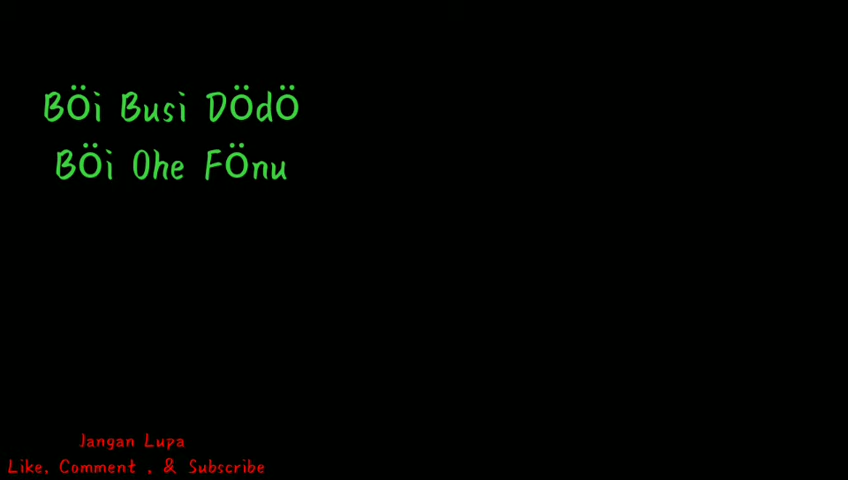 BÖi Busi DÖdÖ
BÖi Ohe FÖnu
Jangan Lupa
Like, Comment , & Subscribe